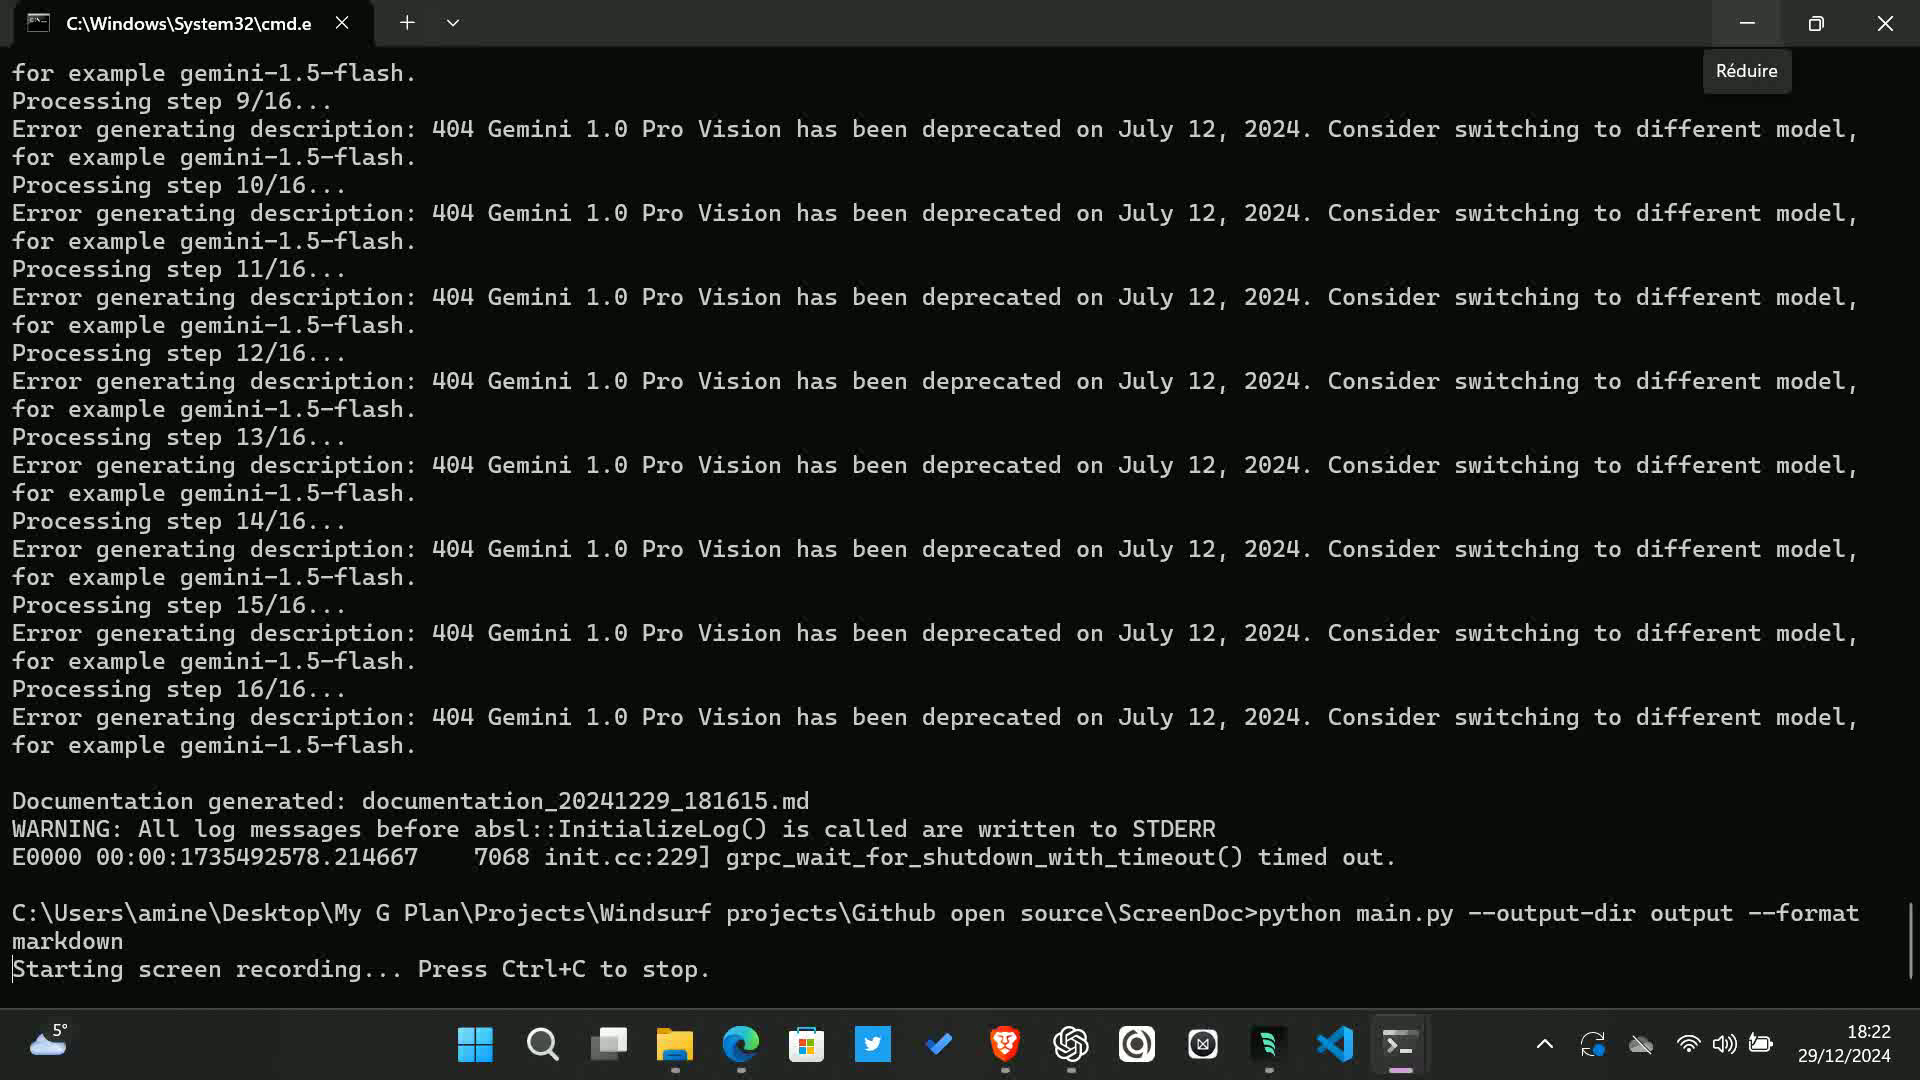 C:\Windows\System32\cmd.e
Réduire
for example gemini-1.5-flash.
Processing step 9/16...
Error generating description: 404 Gemini 1.0 Pro Vision has been deprecated on July 12, 2024. Consider switching to different model,
for example gemini-1.5-flash.
Processing step 10/16...
Error generating description: 404 Gemini 1.0 Pro Vision has been deprecated on July 12, 2024. Consider switching to different model,
for example gemini-1.5-flash.
Processing step 11/16...
Error generating description: 404 Gemini 1.0 Pro Vision has been deprecated on July 12, 2024. Consider switching to different model,
for example gemini-1.5-flash.
Processing step 12/16...
Error generating description: 404 Gemini 1.0 Pro Vision has been deprecated on July 12, 2024. Consider switching to different model,
for example gemini-1.5-flash.
Processing step 13/16...
Error generating description: 404 Gemini 1.0 Pro Vision has been deprecated on July 12, 2024. Consider switching to different model,
for example gemini-1.5-flash.
Processing step 14/16...
Error generating description: 404 Gemini 1.0 Pro Vision has been deprecated on July 12, 2024. Consider switching to different model,
for example gemini-1.5-flash.
Processing step 15/16...
Error generating description: 404 Gemini 1.0 Pro Vision has been deprecated on July 12, 2024. Consider switching to different model,
for example gemini-1.5-flash.
Processing step 16/16...
Error generating description: 404 Gemini 1.0 Pro Vision has been deprecated on July 12, 2024. Consider switching to different model,
for example gemini-1.5-flash.
Documentation generated: documentation_20241229_181615.md
WARNING: All log messages before absl::InitializeLog() is called are written to STDERR
E0000 00:00:1735492578.214667    7068 init.cc:229] grpc_wait_for_shutdown_with_timeout() timed out.
C:\Users\amine\Desktop\My G Plan\Projects\Windsurf projects\Github open source\ScreenDoc>python main.py --output-dir output --format
markdown
Starting screen recording... Press Ctrl+C to stop.
5°
18:22
29/12/2024